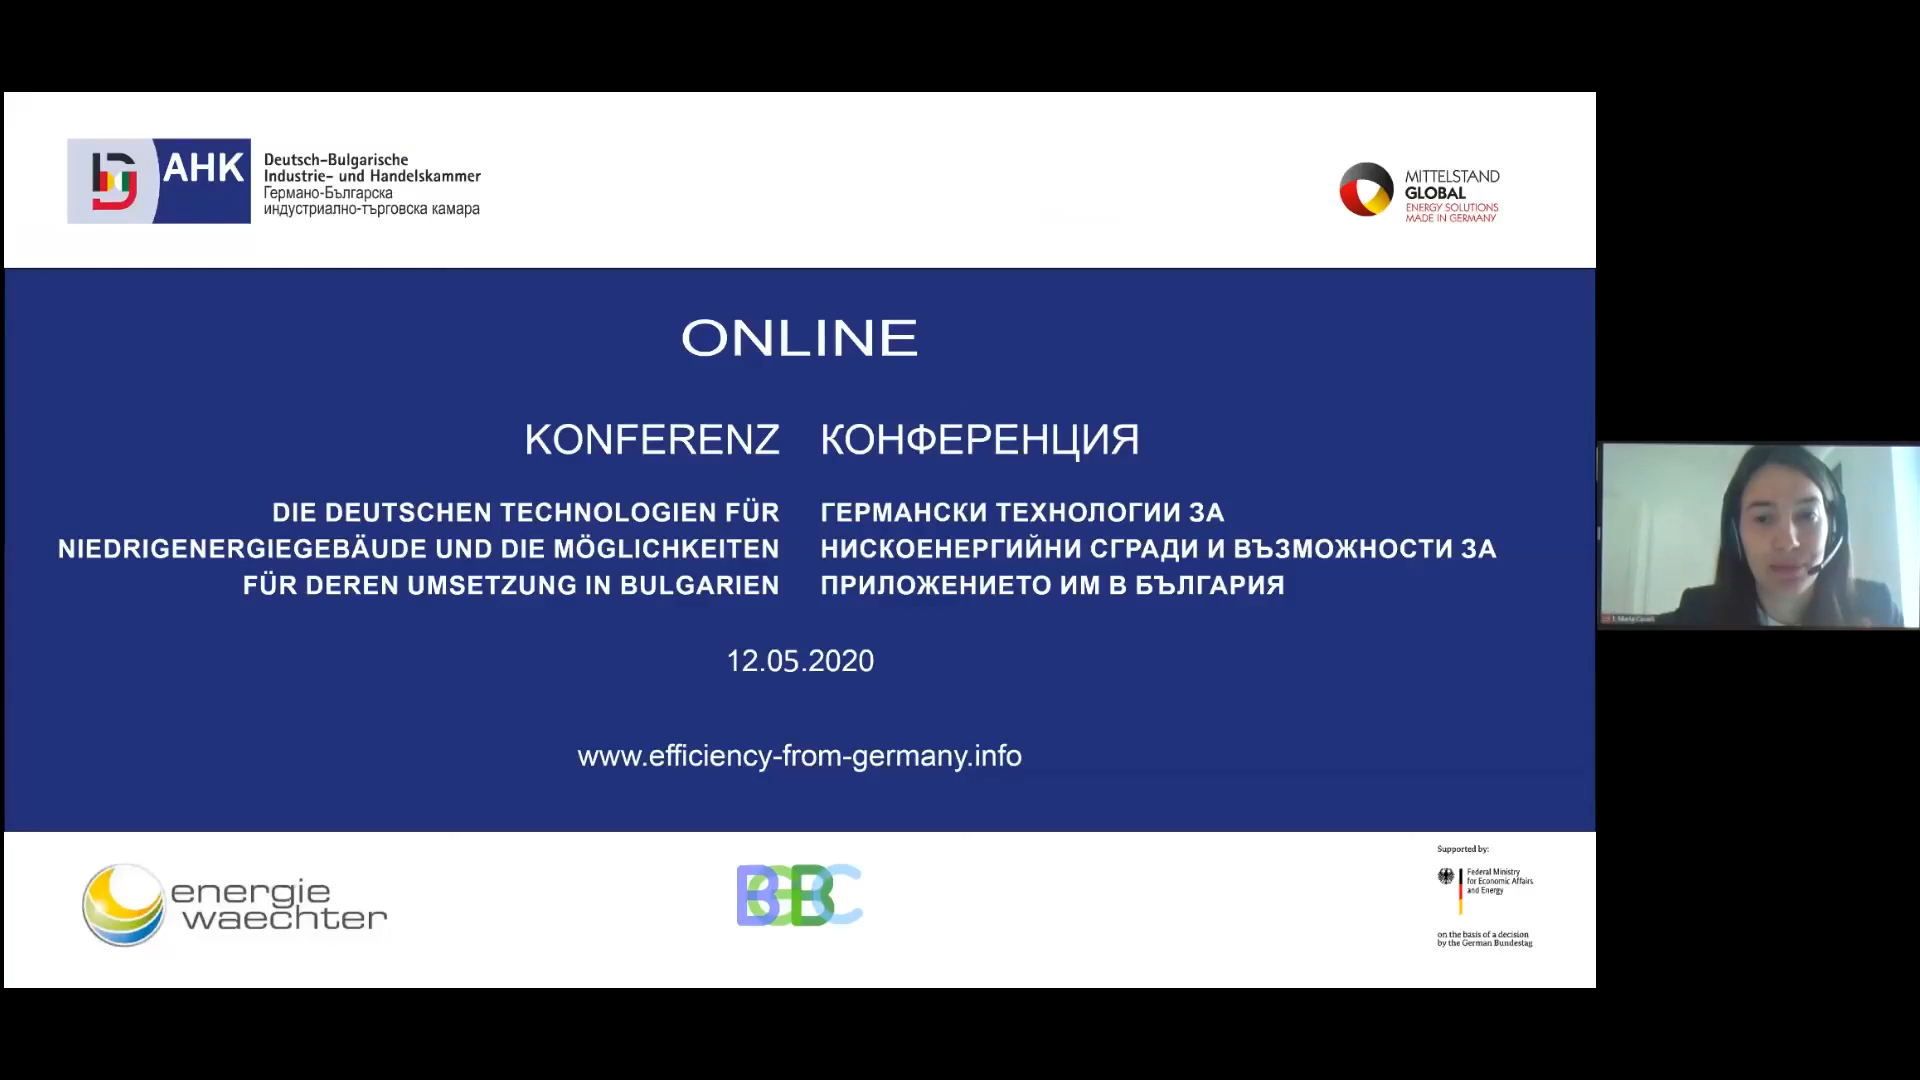 AHK
Deutsch-Bulgarische
Industrie- und Handelskammer
Германо-Българска
индустриално-търговска камара
MITTELSTAND
GLOBAL
ENERGY SOLUTIONS
MADE IN GERMANY
ONLINE
KONFERENZ
DIE DEUTSCHEN TECHNOLOGIEN FÜR
NIEDRIGENERGIEGEBÄUDE UND DIE MÖGLICHKEITEN
FÜR DEREN UMSETZUNG IN BULGARIEN
КОНФЕРЕНЦИЯ
ГЕРМАНСКИ ТЕХНОЛОГИИ ЗА
НИСКОЕНЕРГИЙНИ СГРАДИ И ВЪЗМОЖНОСТИ ЗА
ПРИЛОЖЕНИЕТО ИМ В БЪЛГАРИЯ
12.05.2020
www.efficiency-from-germany.info
energie
waechter
BGBC
Supported by:
Federal Ministry
for Economic Affairs
and Energy
on the basis of a decision
by the German Bundestag